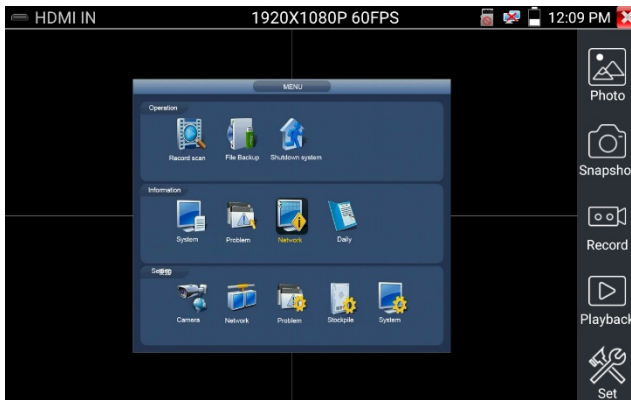 HDMI IN 1920X1080P 60FPS 12:09 PM
MENU
Operation
Racord scan File Backup Shutdown system
Information
System Problem Network Daily
Camera Network Problem Stockpile System
Photo
Snapsho
Record
Playback
Set